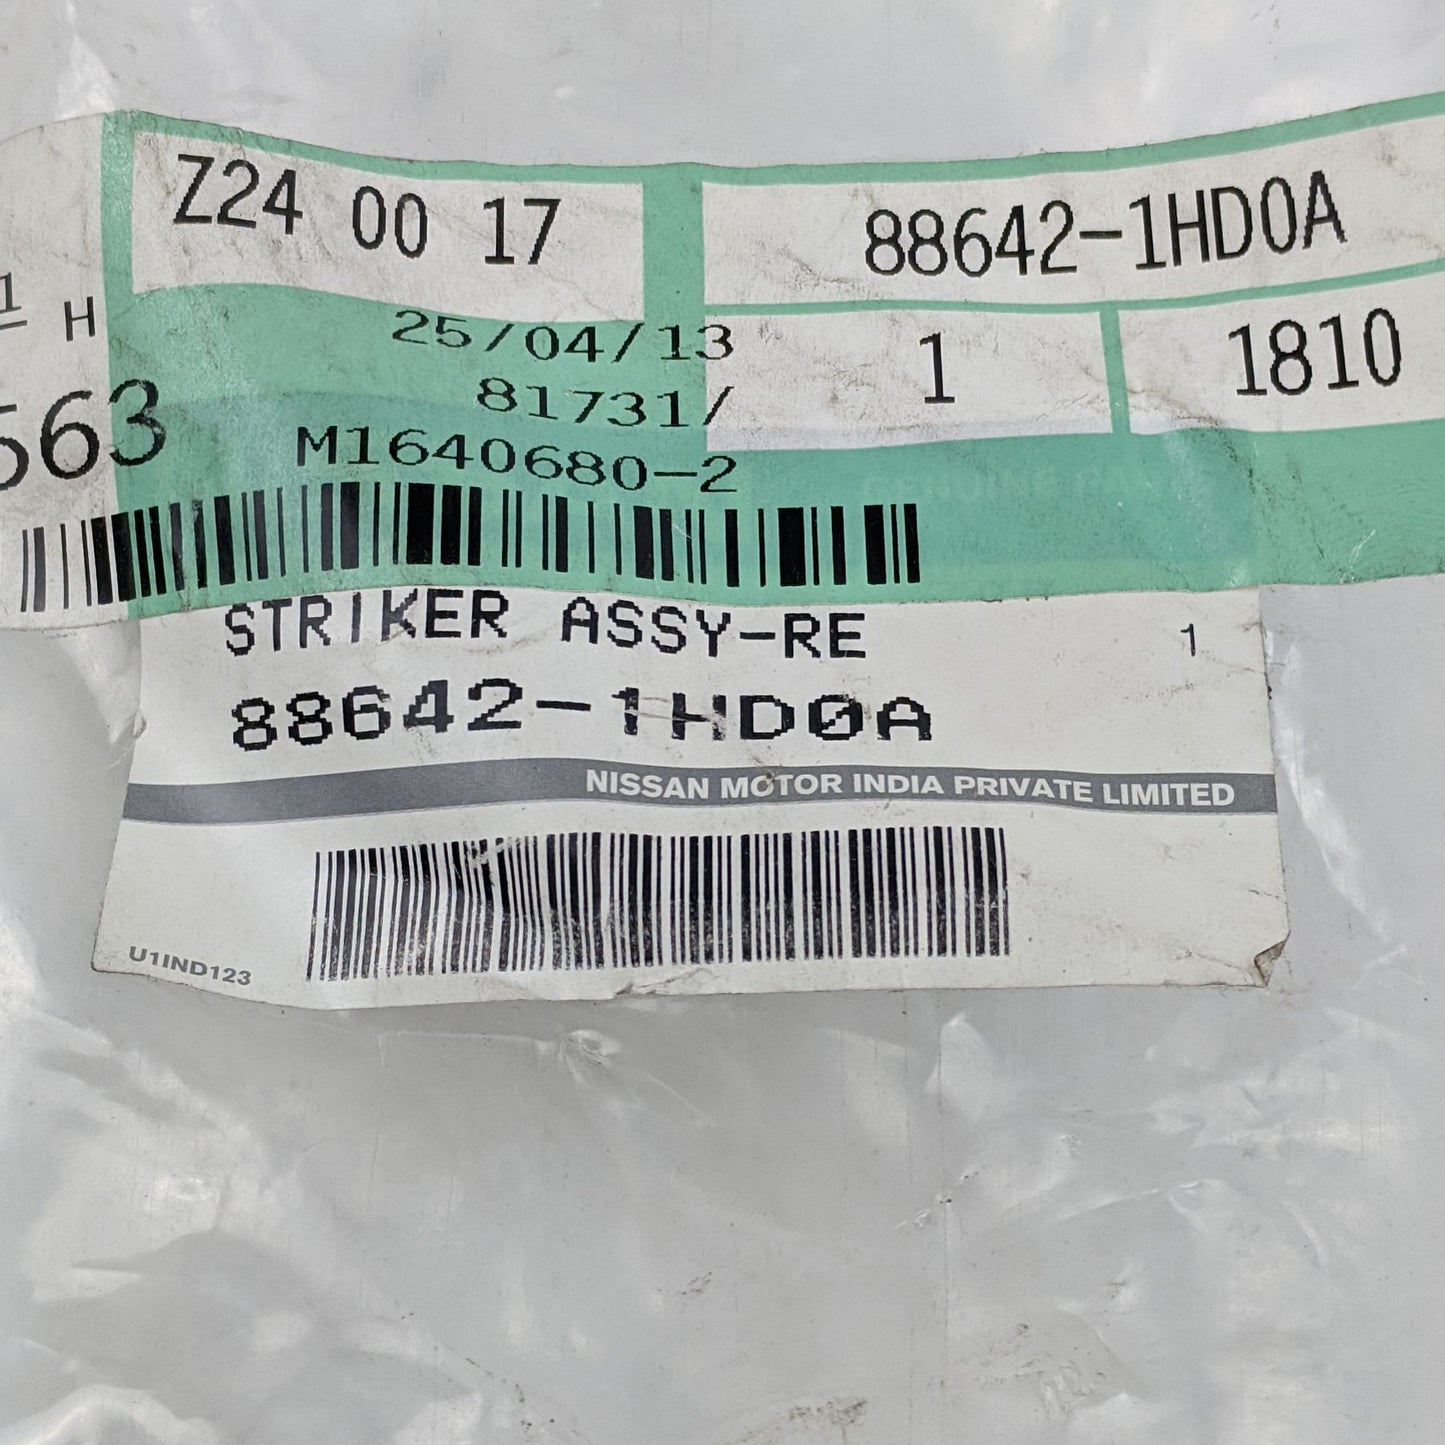 Z24 00 17
88642-1HD0A
1 H
25/04/13
1
1810
563
81731/
M1640680-2
STRIKER ASSY-RE
1
88642-1HD0A
NISSAN MOTOR INDIA PRIVATE LIMITED
U1IND123